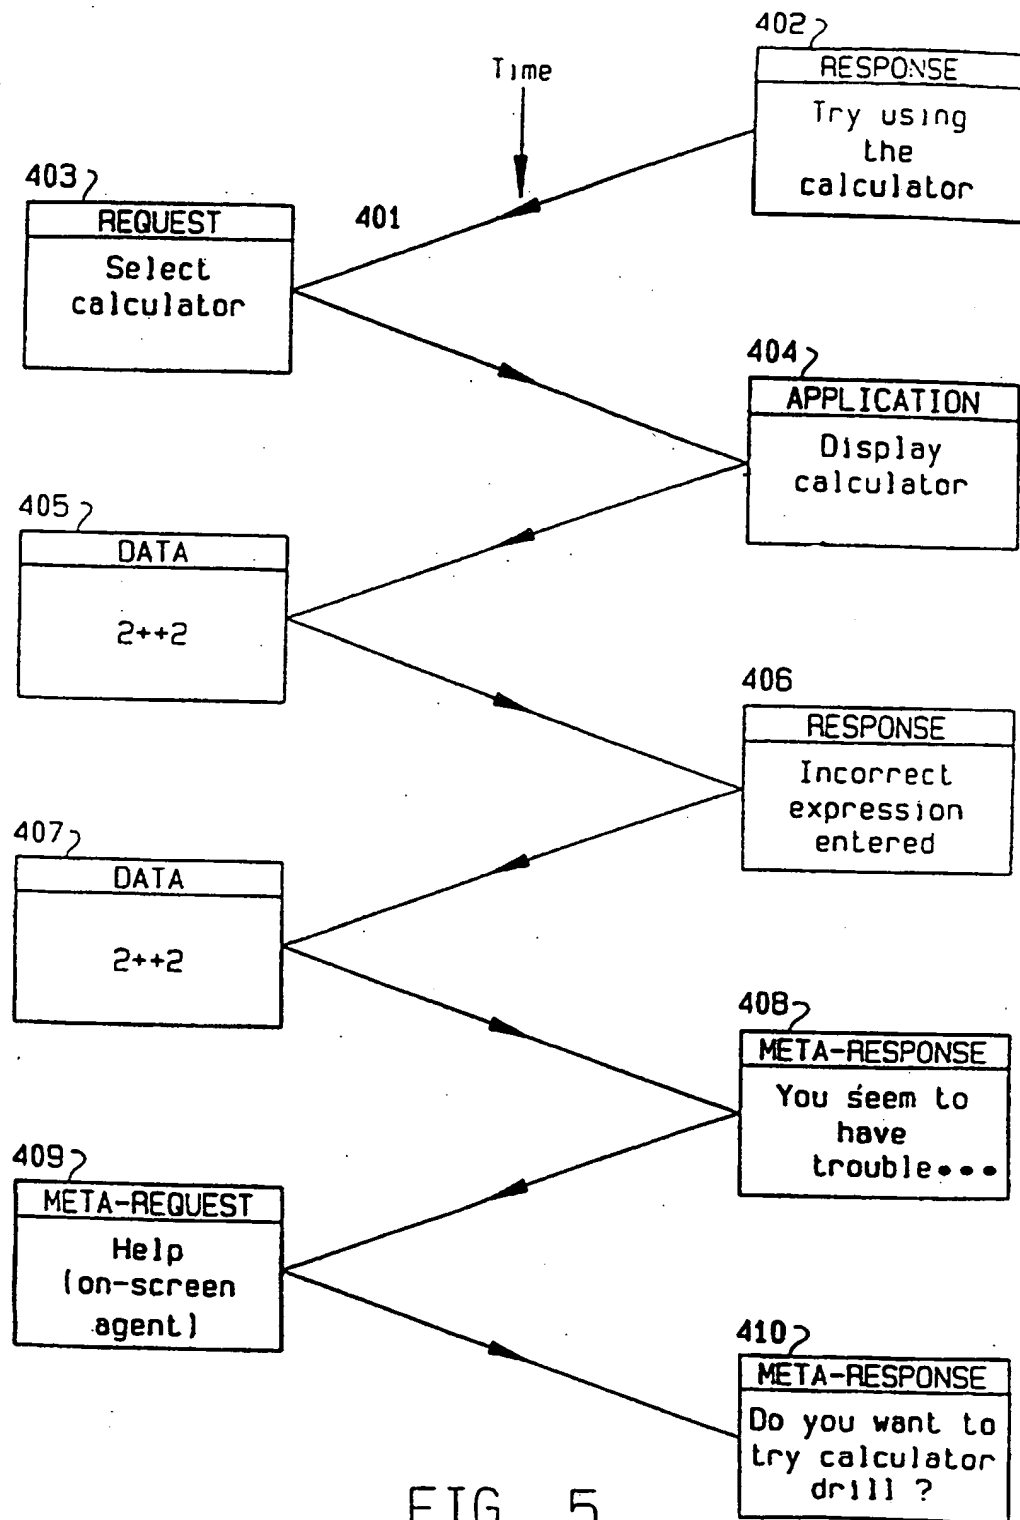 402
RESPONSE
Try using
the
calculator
Time
403
REQUEST
Select
calculator
401
404
APPLICATION
Display
calculator
405
DATA
2++2
406
RESPONSE
Incorrect
expression
entered
407
DATA
2++2
408
META-RESPONSE
You seem to
have
trouble•••
409
META-REQUEST
Help
(on-screen
agent)
410
META-RESPONSE
Do you want to
try calculator
drill ?
FIG. 5